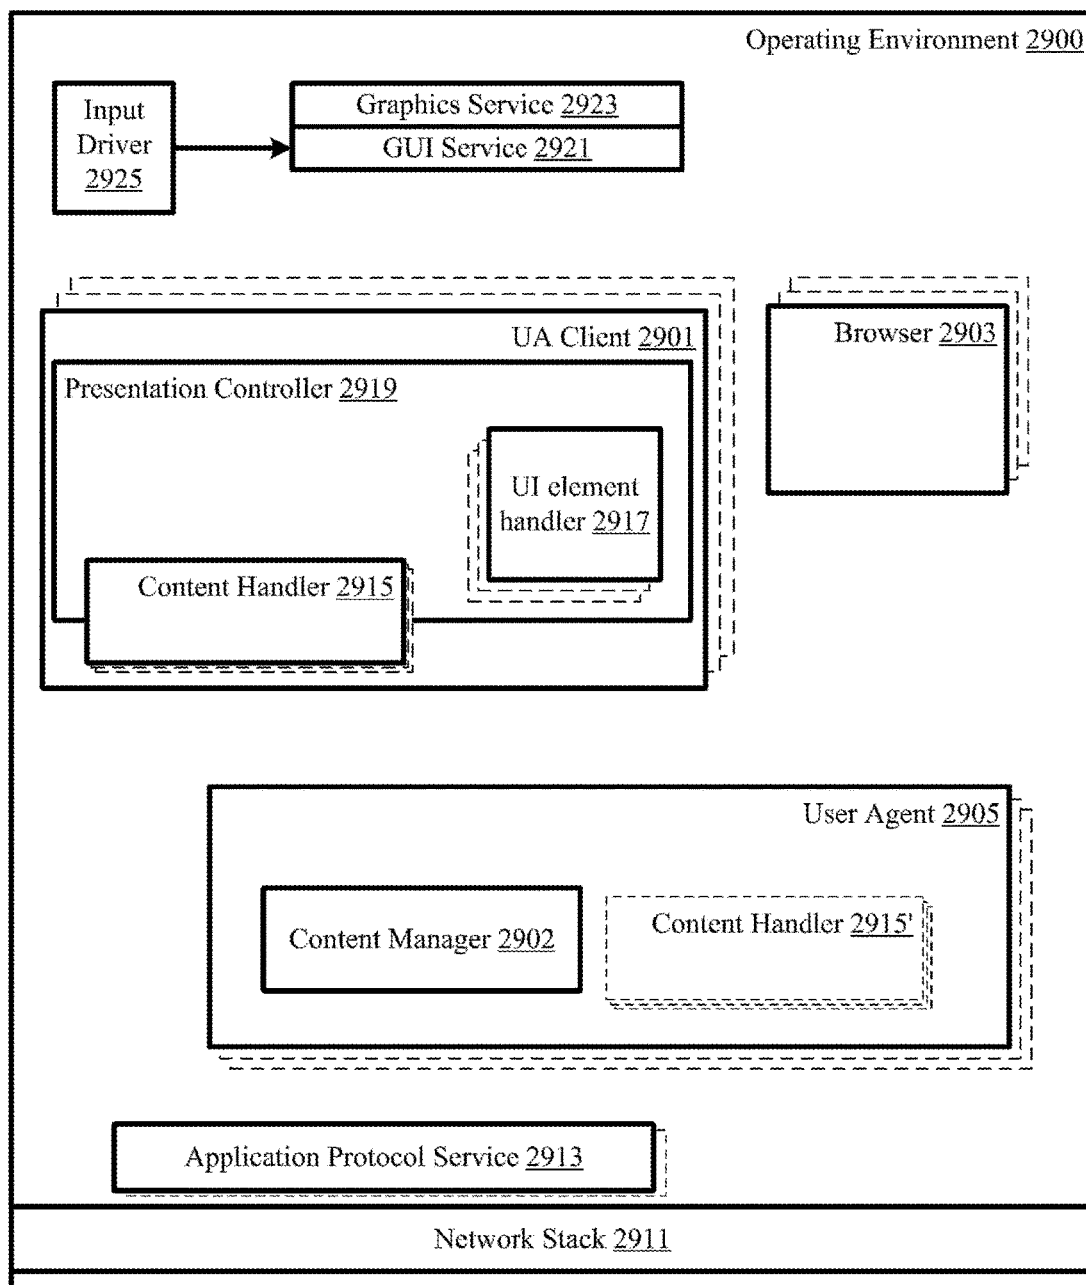 Operating Environment 2900
Input
Driver
2925
Graphics Service 2923
GUI Service 2921
UA Client 2901
Browser 2903
Presentation Controller 2919
UI element
handler 2917
Content Handler 2915
User Agent 2905
Content Manager 2902
Content Handler 2915'
Application Protocol Service 2913
Network Stack 2911